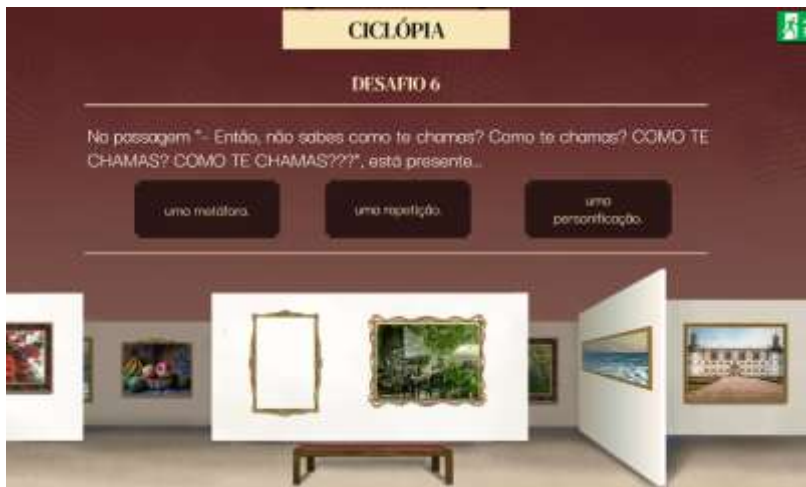 CICLÓPIA
DESAFIO 6
Na passagem "– Então, não sabes como te chamas? Como te chamas? COMO TE
CHAMAS? COMO TE CHAMAS???", está presente...
uma metáfora.
uma repetição.
uma
personificação.